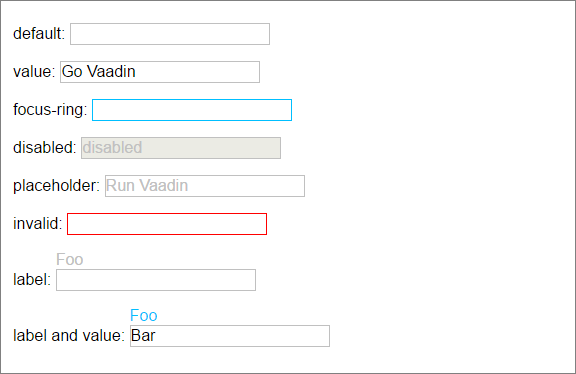 default:
value: Go Vaadin
focus-ring:
disabled: disabled
placeholder: Run Vaadin
invalid:
Foo
label:
Foo
label and value: Bar